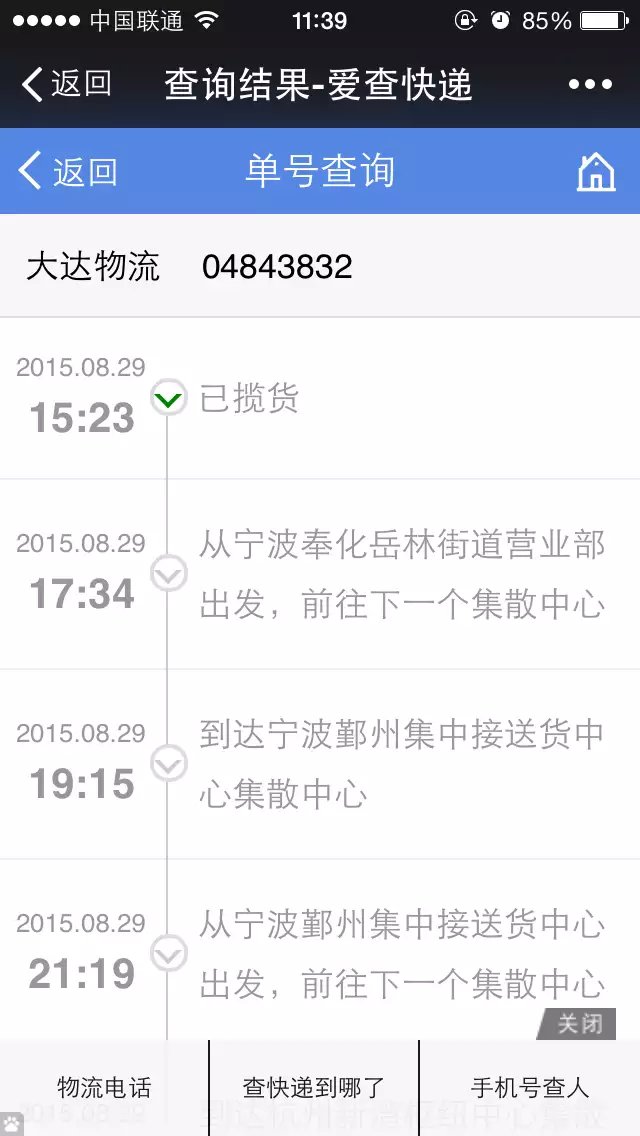 中国联通 11:39 85%
返回 查询结果-爱查快递
返回 单号查询
大达物流 04843832
2015.08.29
15:23
已揽货
2015.08.29
17:34
从宁波奉化岳林街道营业部
出发，前往下一个集散中心
2015.08.29
19:15
到达宁波鄞州集中接送货中
心集散中心
2015.08.29
21:19
从宁波鄞州集中接送货中心
出发，前往下一个集散中心
关闭
物流电话 查快递到哪了 手机号查人